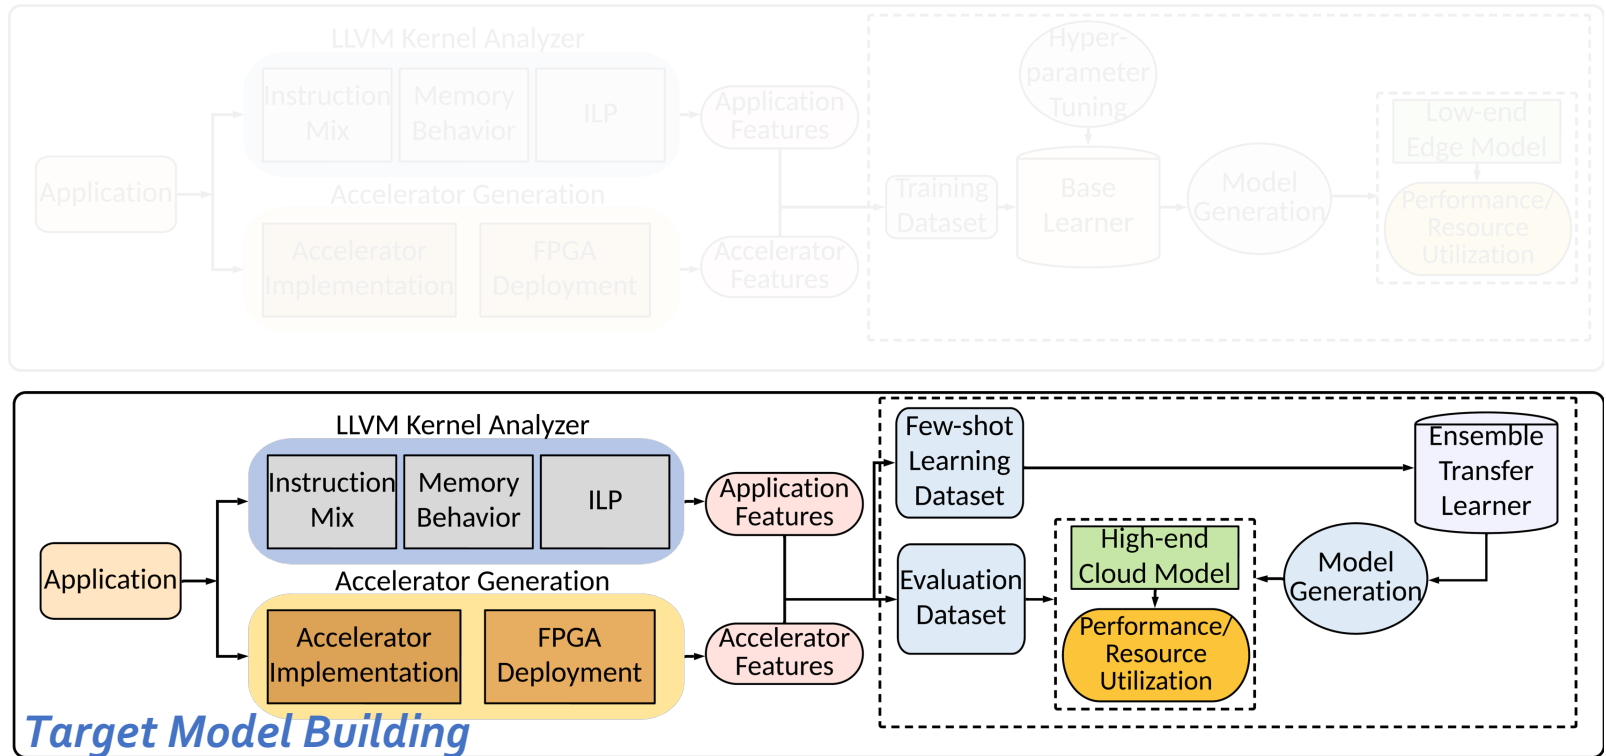 LLVM Kernel Analyzer
Instruction
Mix
Memory
Behavior
ILP
Application
Features
Application
Accelerator Generation
Accelerator
Implementation
FPGA
Deployment
Accelerator
Features
Hyper-
parameter
Tuning
Training
Dataset
Base
Learner
Model
Generation
Low-end
Edge Model
Performance/
Resource
Utilization
LLVM Kernel Analyzer
Instruction
Mix
Memory
Behavior
ILP
Application
Features
Application
Accelerator Generation
Accelerator
Implementation
FPGA
Deployment
Accelerator
Features
Few-shot
Learning
Dataset
Evaluation
Dataset
High-end
Cloud Model
Performance/
Resource
Utilization
Model
Generation
Ensemble
Transfer
Learner
Target Model Building